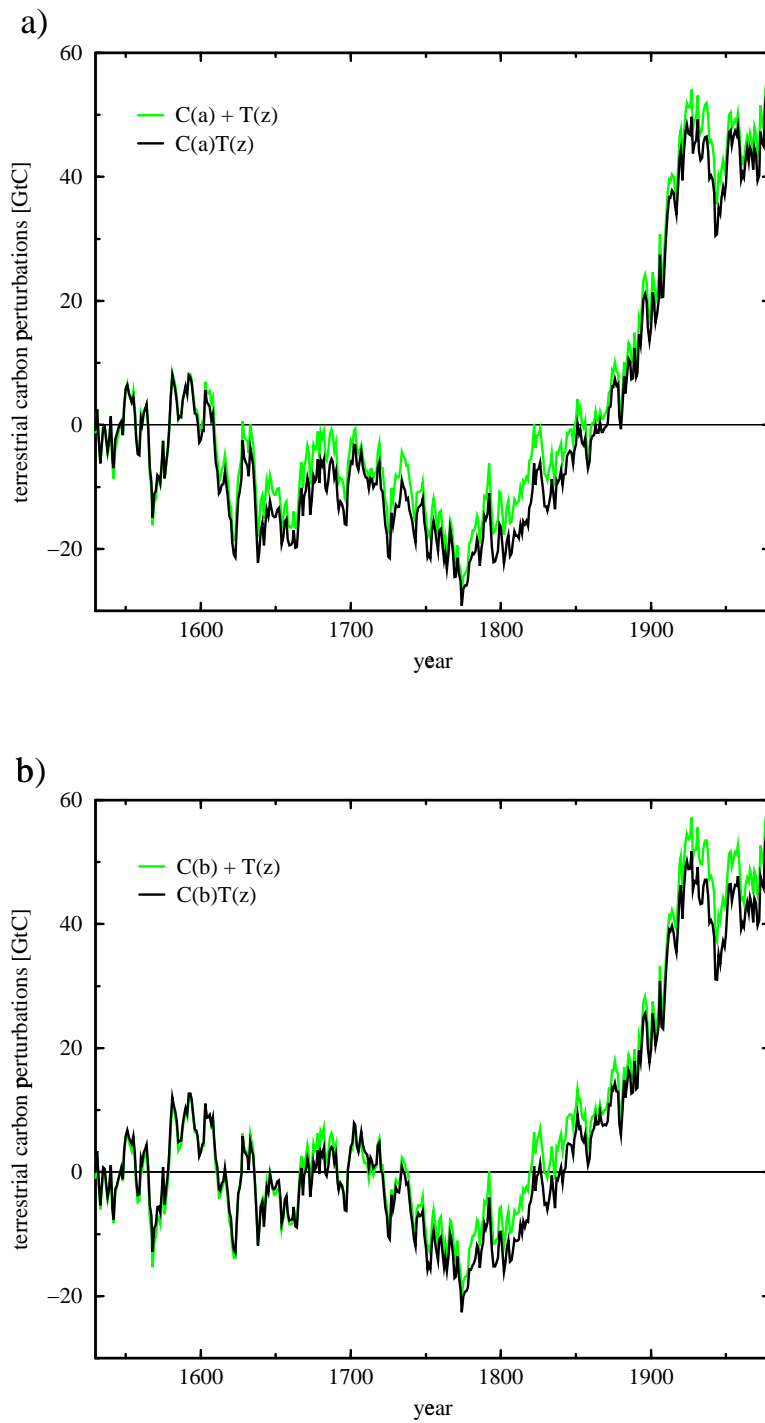 a)
60
C(a) + T(z)
C(a)T(z)
40
20
0
−20
terrestrial carbon perturbations [GtC]
1600 1700 1800 1900
year
b)
60
C(b) + T(z)
C(b)T(z)
40
20
0
−20
terrestrial carbon perturbations [GtC]
1600 1700 1800 1900
year